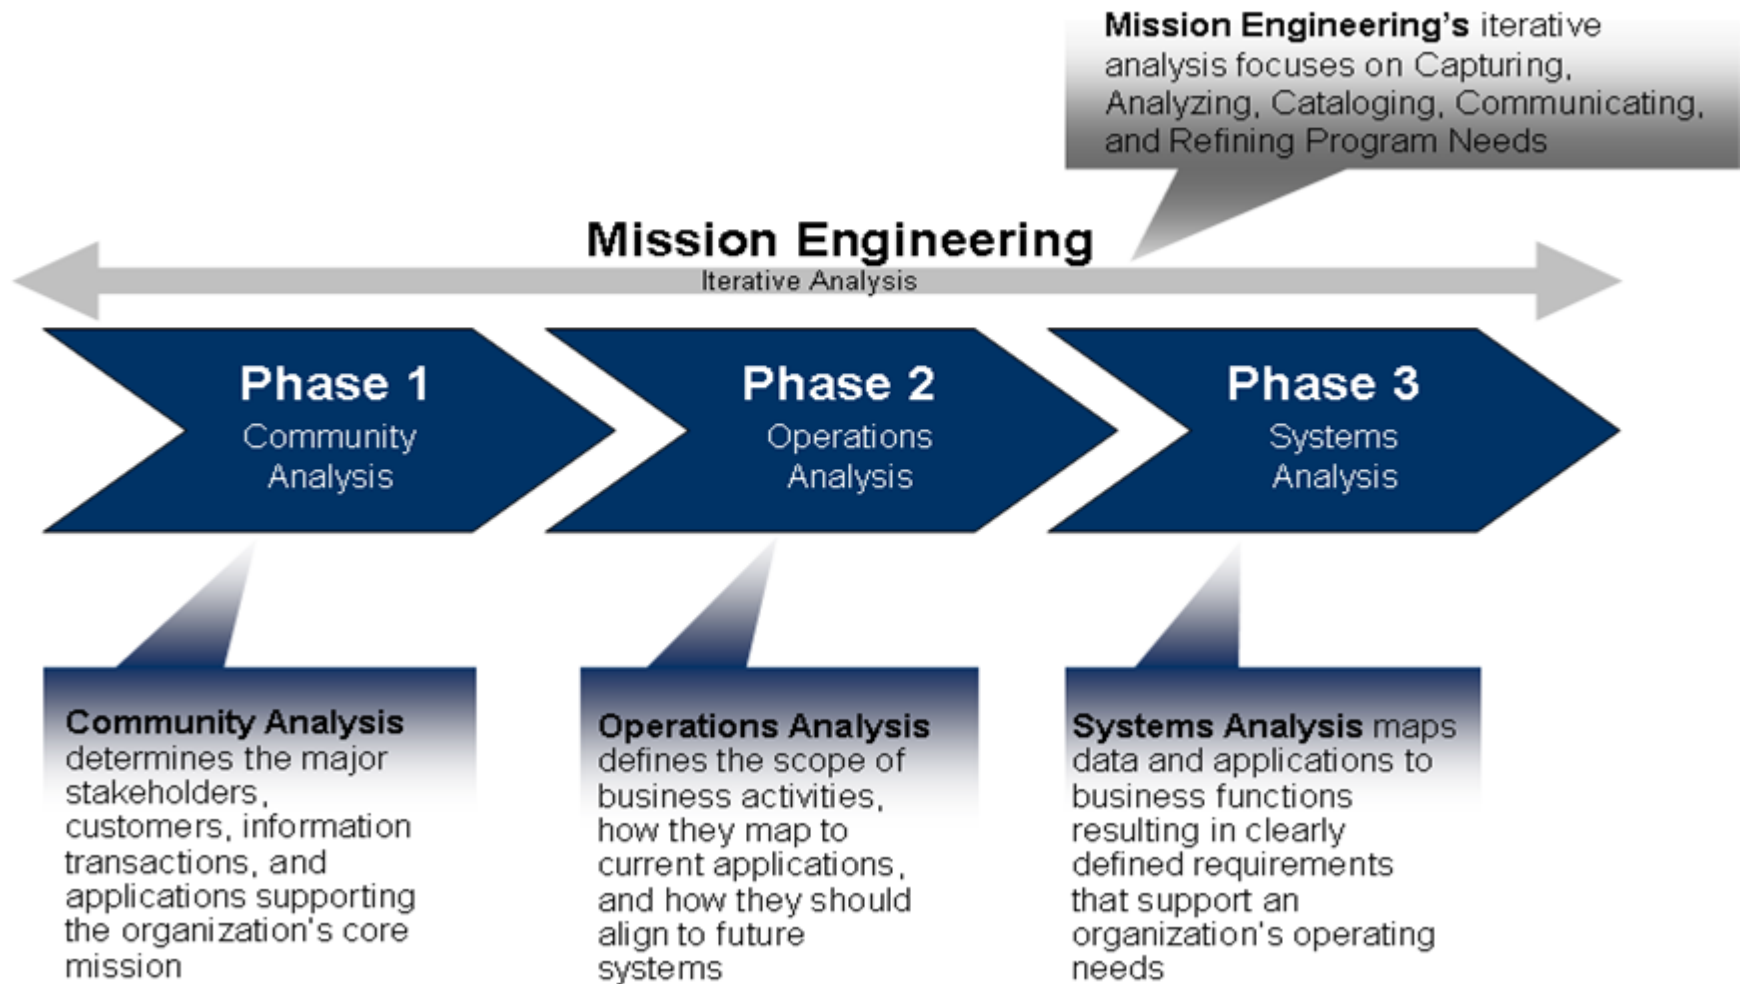 Mission Engineering's iterative
analysis focuses on Capturing,
Analyzing, Cataloging, Communicating,
and Refining Program Needs
Mission Engineering
Iterative Analysis
Phase 1
Community
Analysis
Phase 2
Operations
Analysis
Phase 3
Systems
Analysis
Community Analysis
determines the major
stakeholders,
customers, information
transactions, and
applications supporting
the organization's core
mission
Operations Analysis
defines the scope of
business activities,
how they map to
current applications,
and how they should
align to future
systems
Systems Analysis maps
data and applications to
business functions
resulting in clearly
defined requirements
that support an
organization's operating
needs